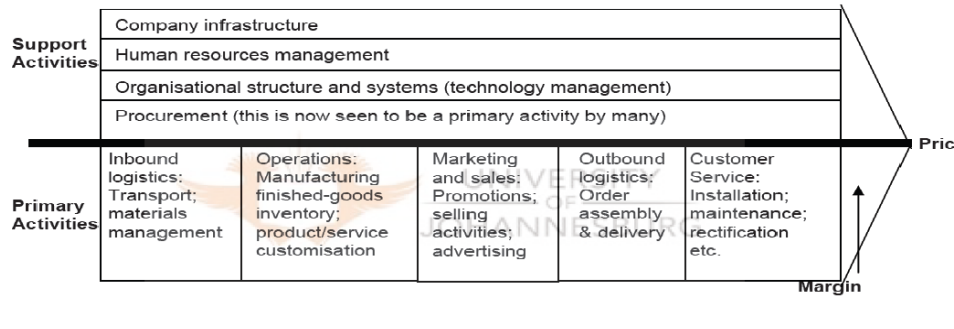 Support
Activities
Company infrastructure
Human resources management
Organisational structure and systems (technology management)
Procurement (this is now seen to be a primary activity by many)
Pric
Primary
Activities
Inbound
logistics:
Transport;
materials
management
Operations:
Manufacturing
finished-goods
inventory;
product/service
customisation
Marketing
and sales:
Promotions;
selling
activities;
advertising
Outbound
logistics:
Order
assembly
& delivery
Customer
Service:
Installation;
maintenance;
rectification
etc.
Margin
UNIVERSITY
OF
JOHANNESBURG